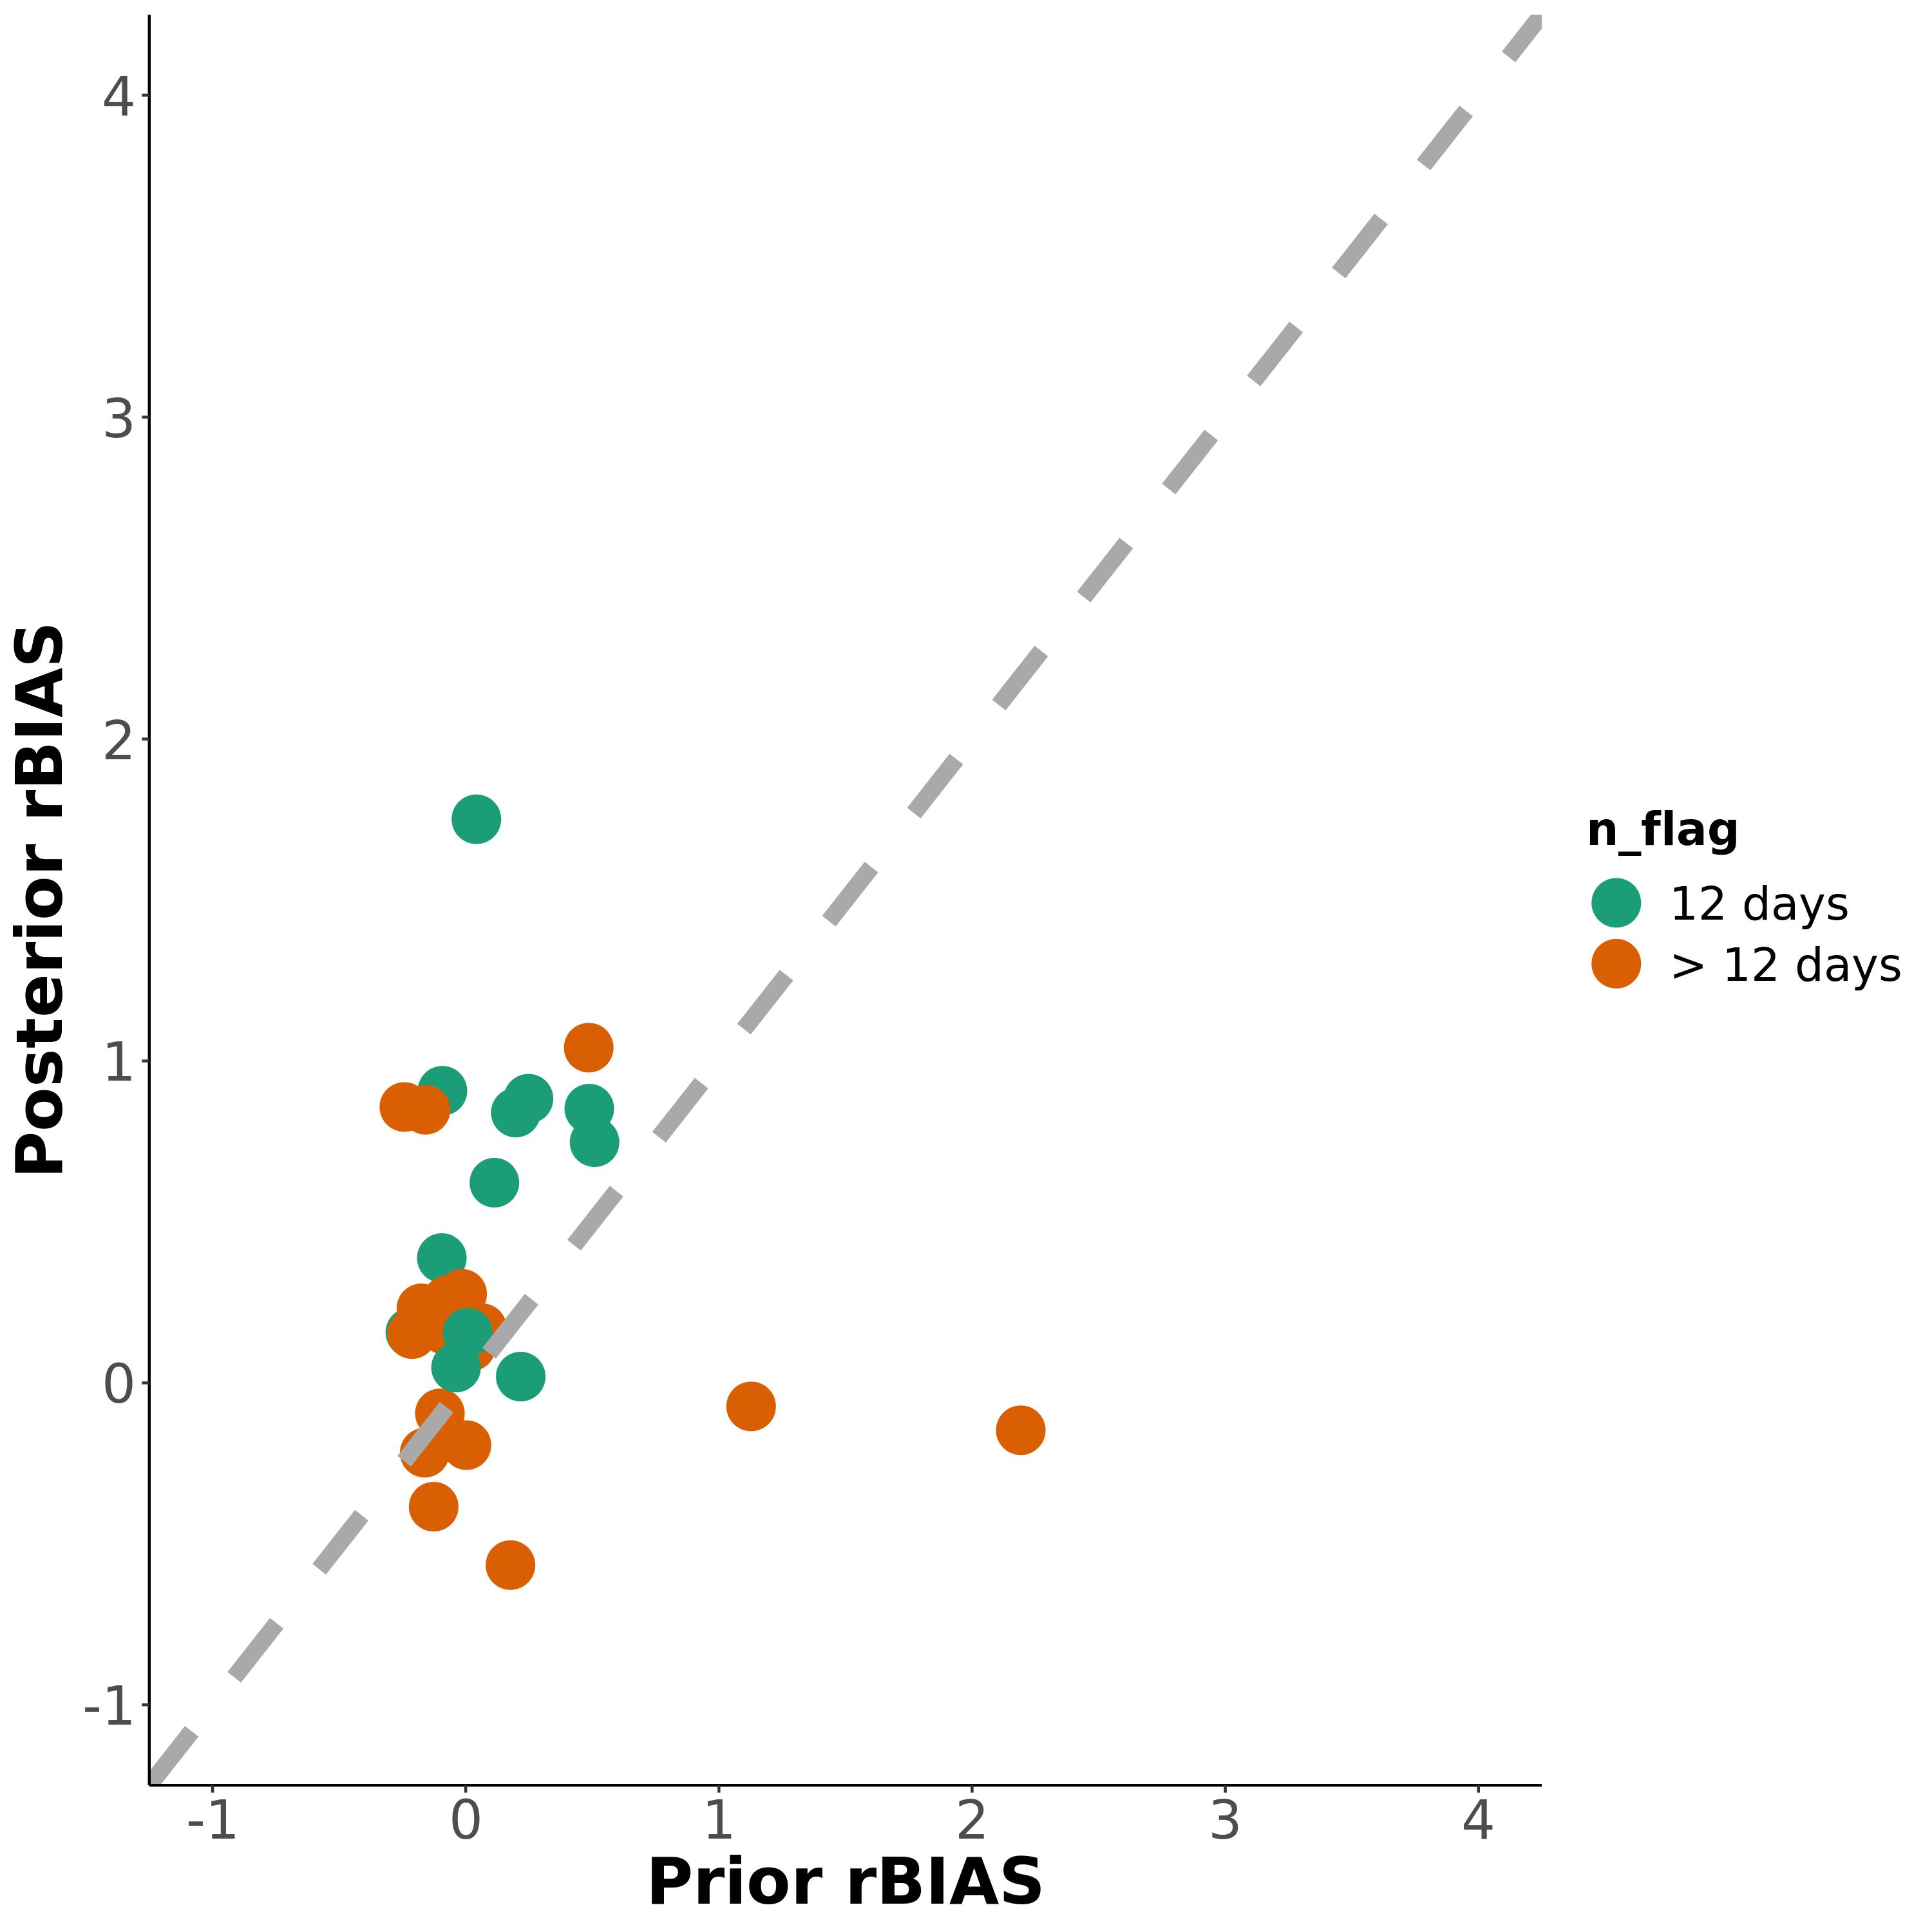 4
3
2
1
0
-1
Posterior rBIAS
-1 0 1 2 3 4
Prior rBIAS
n_flag
12 days
> 12 days